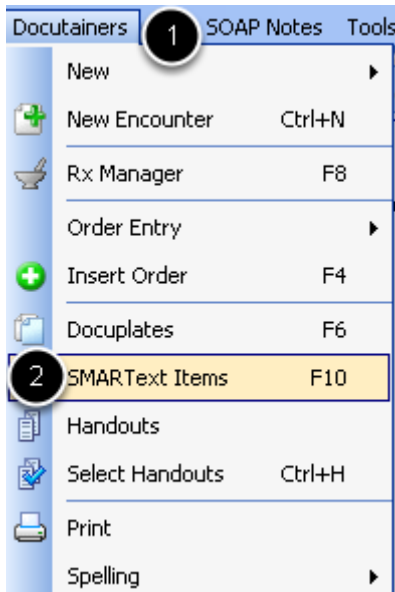 Docutainers 1 SOAP Notes Tools
New
New Encounter Ctrl+N
Rx Manager F8
Order Entry
Insert Order F4
Docuplates F6
2 SMARText Items F10
Handouts
Select Handouts Ctrl+H
Print
Spelling